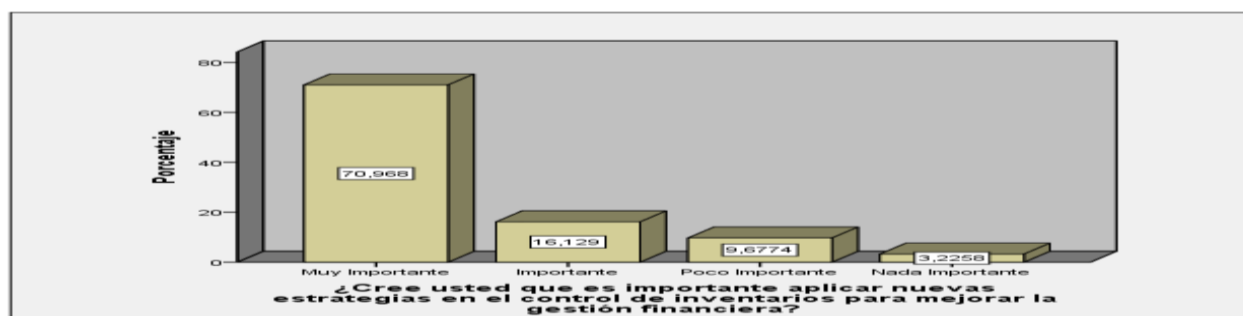 80
60
40
20
0
Porcentaje
70,968
16,129
9,6774
3,2258
Muy Importante
Importante
Poco Importante
Nada Importante
¿Cree usted que es importante aplicar nuevas
estrategias en el control de inventarios para mejorar la
gestión financiera?